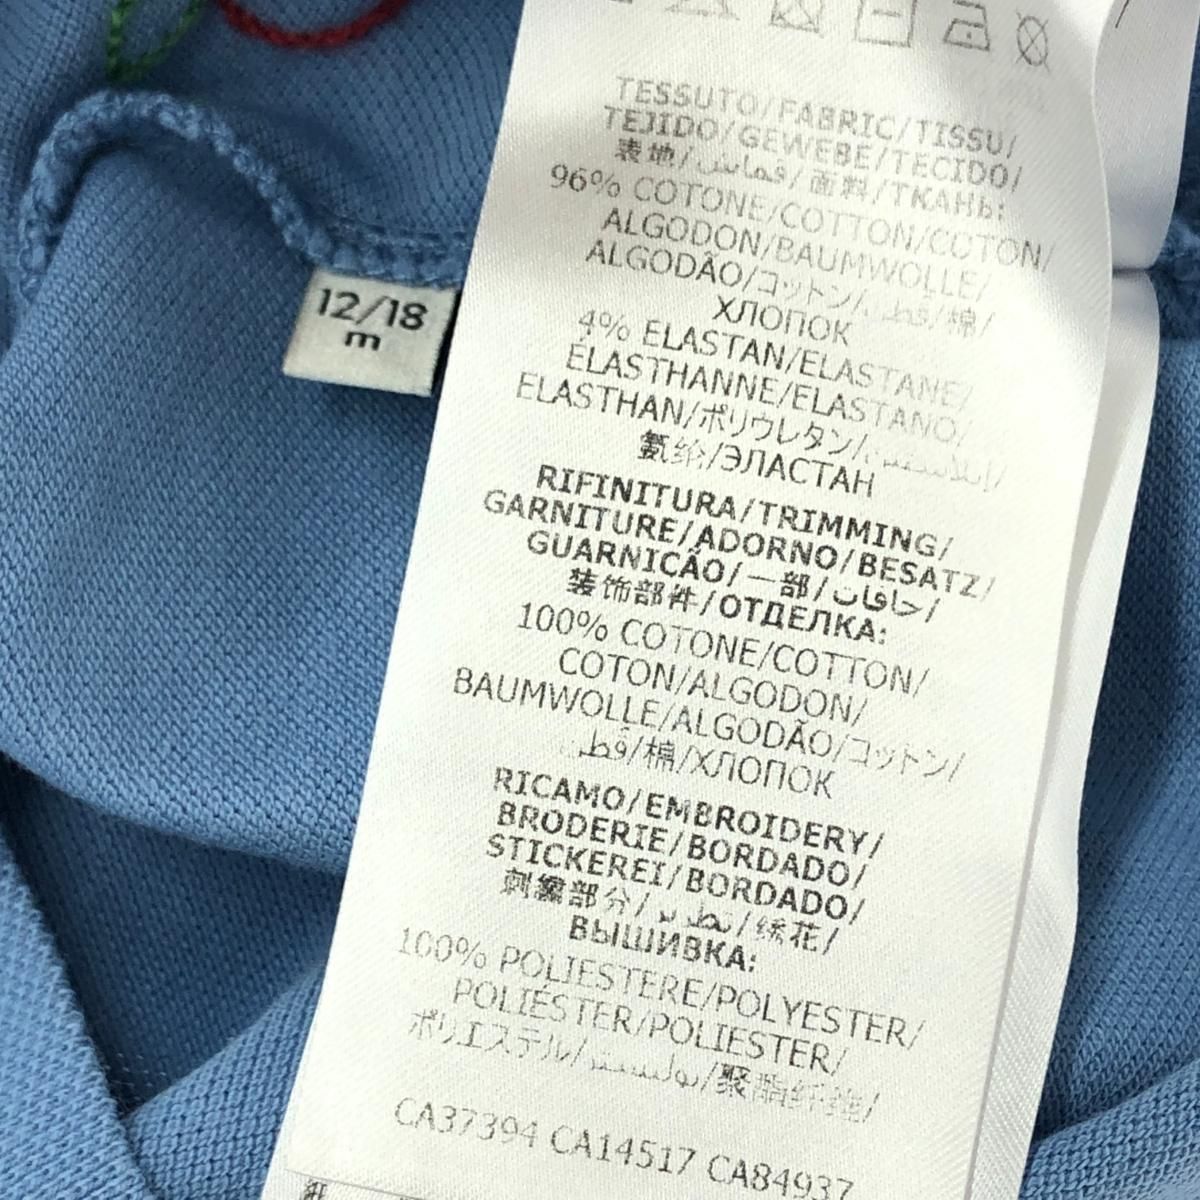 TESSUTO/FABRIC/TISSU/
TEJIDO/GEWEBE/TECIDO/
表地/قماش/面料/ТКАНЬ:
96% COTONE/COTTON/COTON/
ALGODON/BAUMWOLLE/
ALGODÃO/コットン/قطن/棉/
ХЛОПОК
4% ELASTAN/ELASTANE/
ÉLASTHANNE/ELASTANO/
ELASTHAN/ポリウレタン/
氨纶/ЭЛАСТАН
12/18
m
RIFINITURA/TRIMMING/
GARNITURE/ADORNO/BESATZ/
GUARNICÃO/一部/حافات/
装饰部件/ОТДЕЛКА:
100% COTONE/COTTON/
COTON/ALGODON/
BAUMWOLLE/ALGODÃO/コットン/
قطن/棉/ХЛОПОК
RICAMO/EMBROIDERY/
BRODERIE/BORDADO/
STICKEREI/BORDADO/
刺繍部分/تطريز/绣花/
ВЫШИВКА:
100% POLIESTERE/POLYESTER/
POLIÉSTER/POLIESTER/
ポリエステル/بوليستر/聚酯纤维/
CA37394 CA14517 CA84937